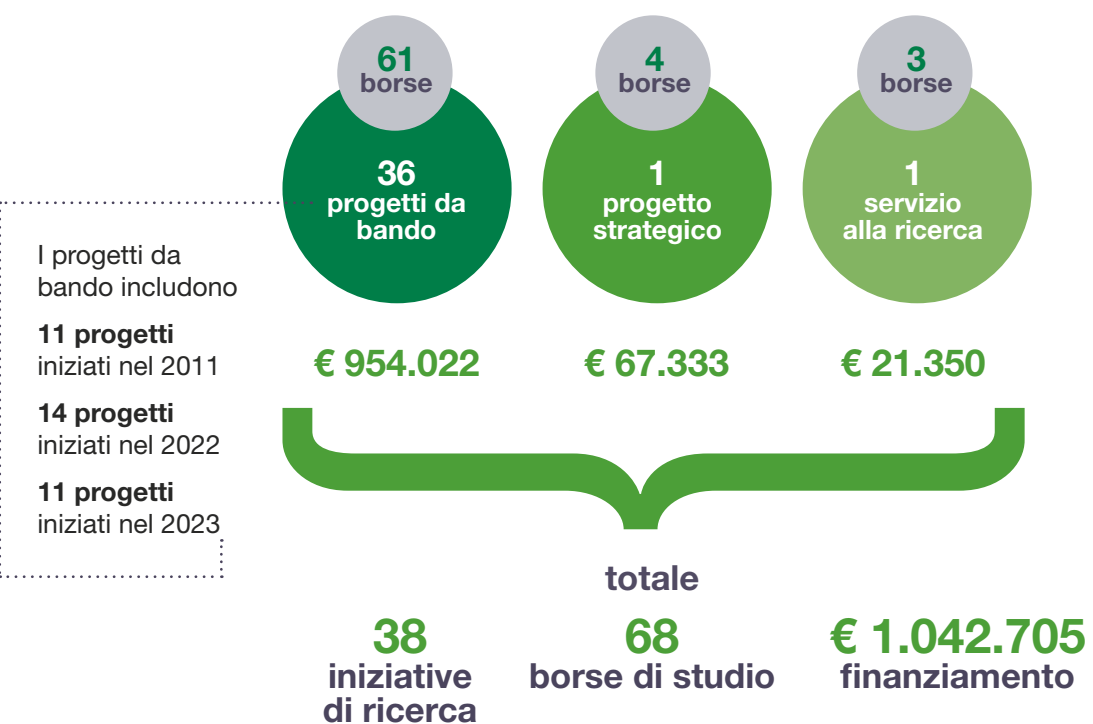 61
borse
36
progetti da
bando
4
borse
1
progetto
strategico
3
borse
1
servizio
alla ricerca
I progetti da
bando includono
11 progetti
iniziati nel 2011
14 progetti
iniziati nel 2022
11 progetti
iniziati nel 2023
€ 954.022
€ 67.333
€ 21.350
totale
38
iniziative
di ricerca
68
borse di studio
€ 1.042.705
finanziamento